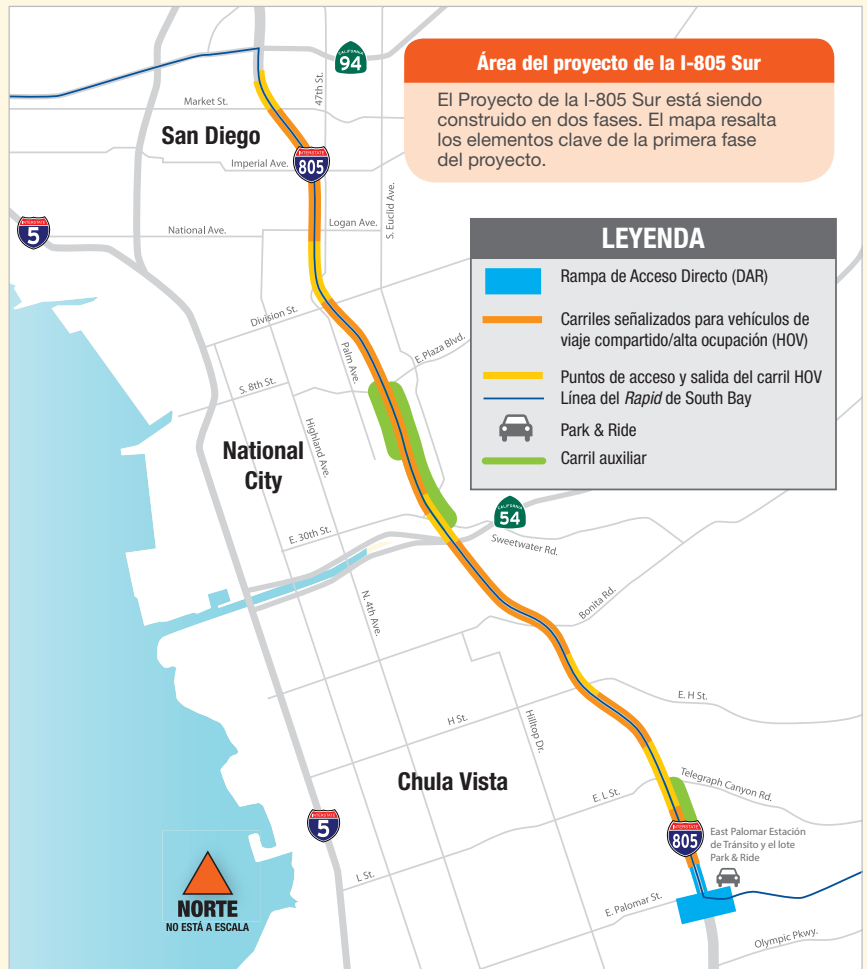 Área del proyecto de la I-805 Sur
El Proyecto de la I-805 Sur está siendo
construido en dos fases. El mapa resalta
los elementos clave de la primera fase
del proyecto.
LEYENDA
Rampa de Acceso Directo (DAR)
Carriles señalizados para vehículos de
viaje compartido/alta ocupación (HOV)
Puntos de acceso y salida del carril HOV
Línea del Rapid de South Bay
Park & Ride
Carril auxiliar
CALIFORNIA
94
47th St.
Market St.
San Diego
Imperial Ave.
INTERSTATE
805
S. Euclid Ave.
INTERSTATE
5
National Ave.
Logan Ave.
Division St.
Palm Ave.
E. Plaza Blvd.
S. 8th St.
Highland Ave.
National
City
CALIFORNIA
54
E. 30th St.
Sweetwater Rd.
N. 4th Ave.
Bonita Rd.
E. H St.
H St.
Hilltop Dr.
Chula Vista
Telegraph Canyon Rd.
E. L St.
INTERSTATE
5
INTERSTATE
805
East Palomar Estación
de Tránsito y el lote
Park & Ride
L St.
E. Palomar St.
Olympic Pkwy.
NORTE
NO ESTÁ A ESCALA